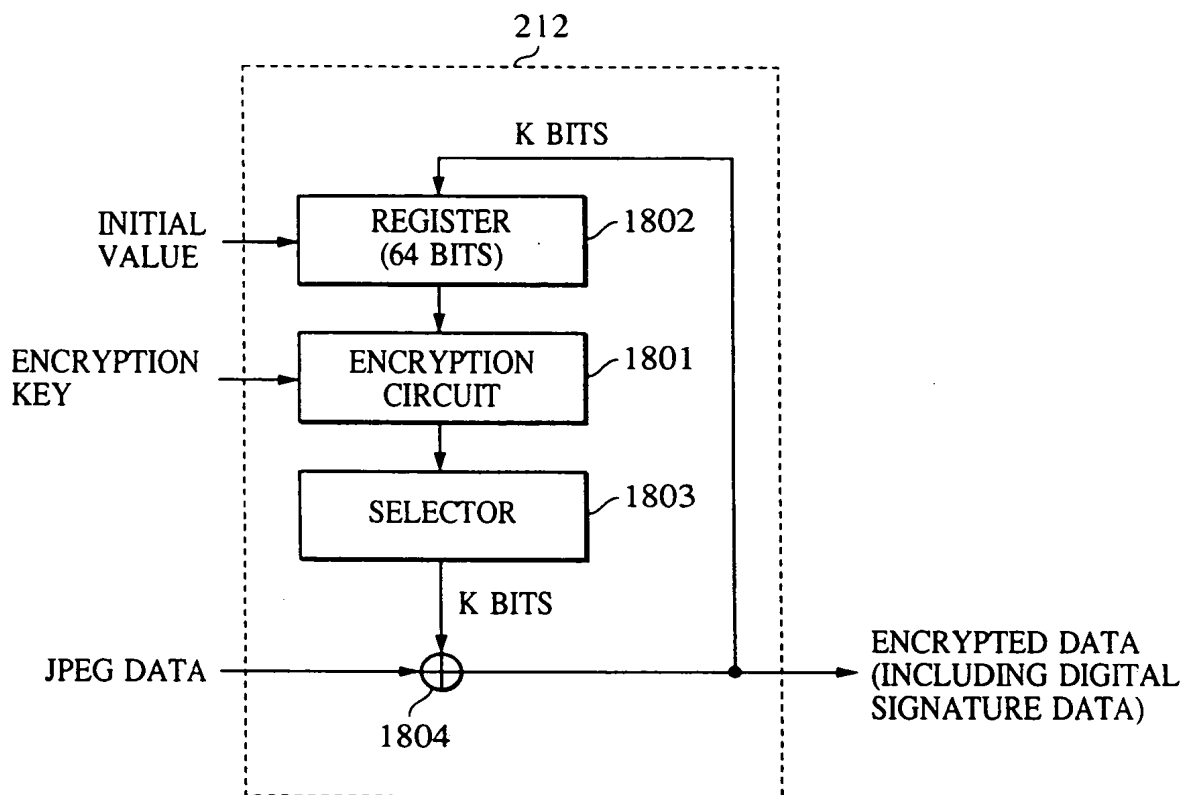 212
K BITS
INITIAL
VALUE
REGISTER
(64 BITS)
1802
ENCRYPTION
KEY
ENCRYPTION
CIRCUIT
1801
SELECTOR
1803
K BITS
JPEG DATA
1804
ENCRYPTED DATA
(INCLUDING DIGITAL
SIGNATURE DATA)